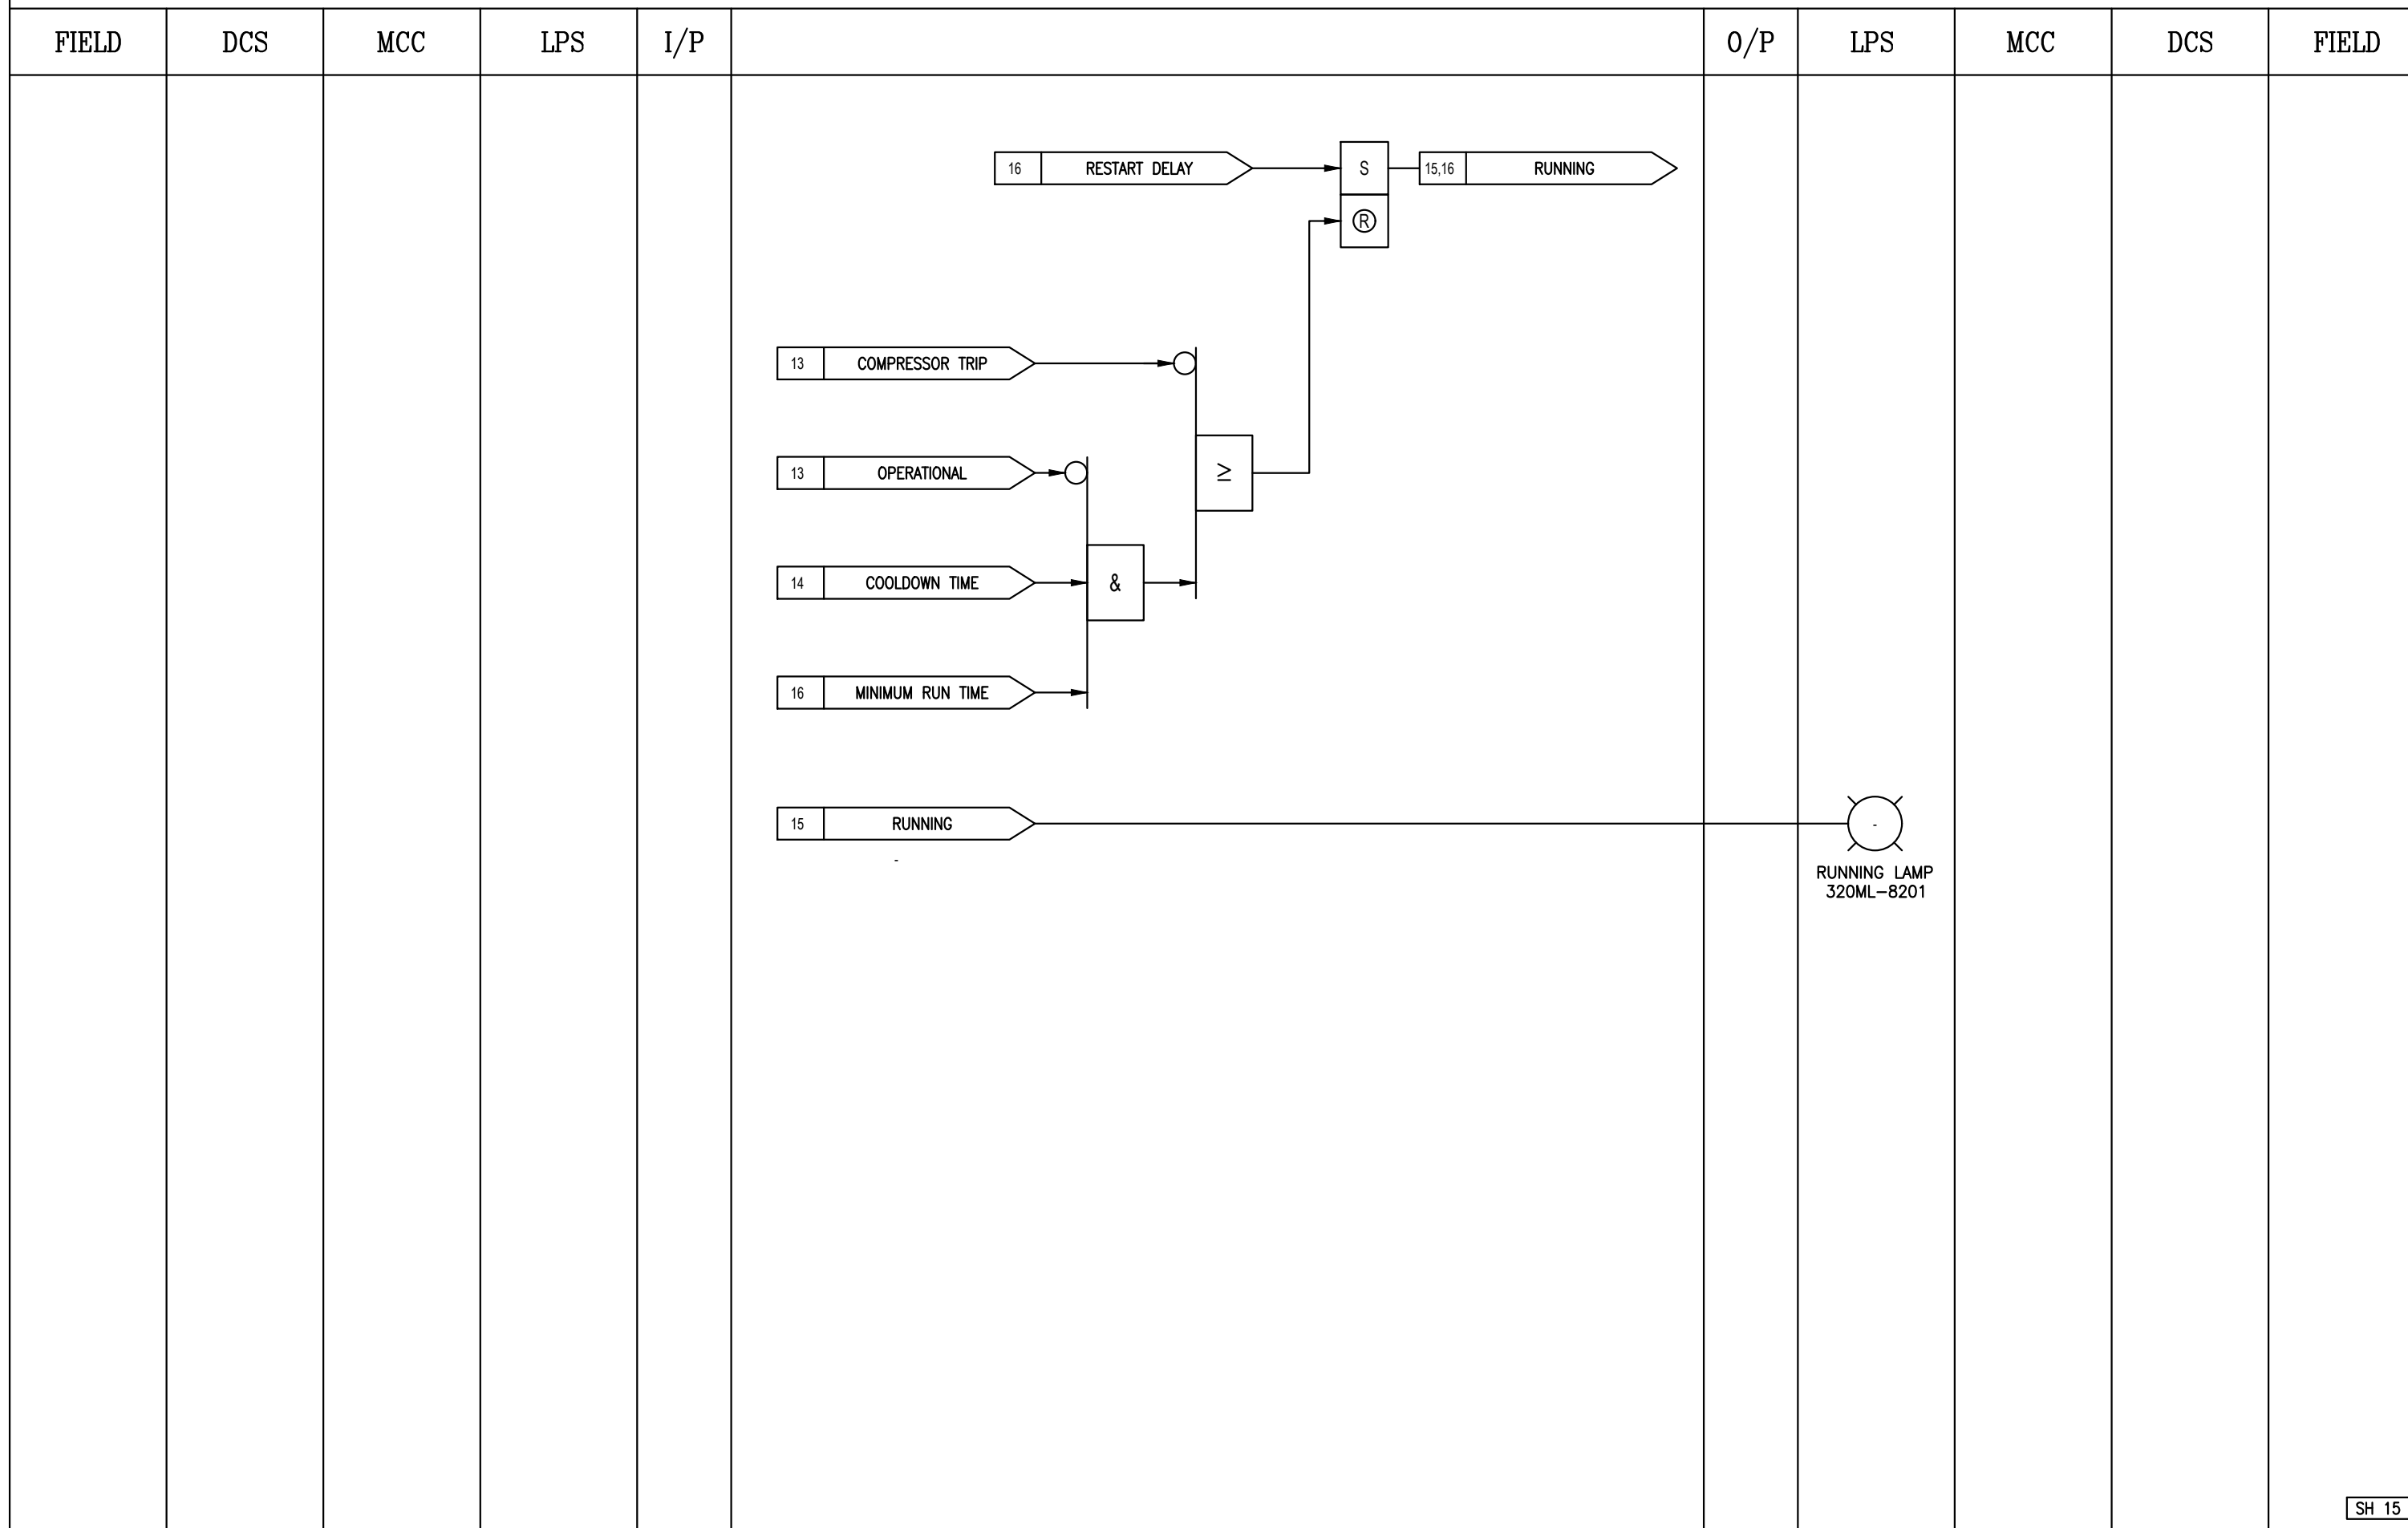 FIELD DCS MCC LPS I/P O/P LPS MCC DCS FIELD
16 RESTART DELAY S 15,16 RUNNING
R
13 COMPRESSOR TRIP
13 OPERATIONAL ≥
14 COOLDOWN TIME &
16 MINIMUM RUN TIME
15 RUNNING -
-
RUNNING LAMP
320ML-8201
SH 15